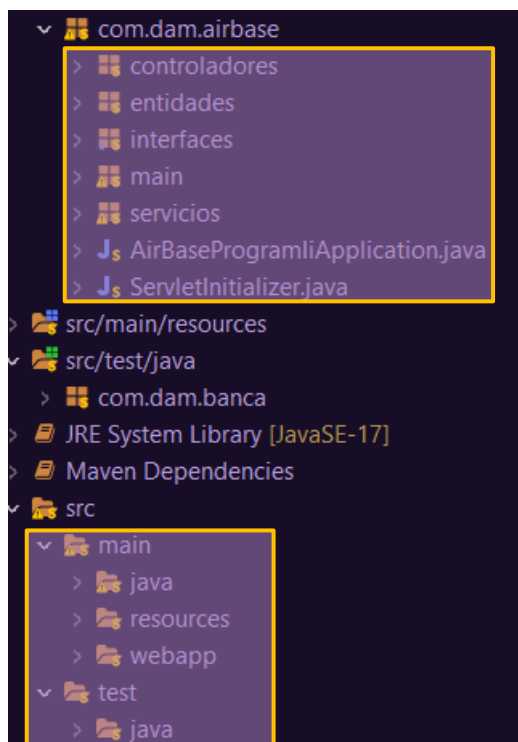 com.dam.airbase
controladores
entidades
interfaces
main
servicios
AirBaseProgramliApplication.java
ServletInitializer.java
src/main/resources
src/test/java
com.dam.banca
JRE System Library [JavaSE-17]
Maven Dependencies
src
main
java
resources
webapp
test
java